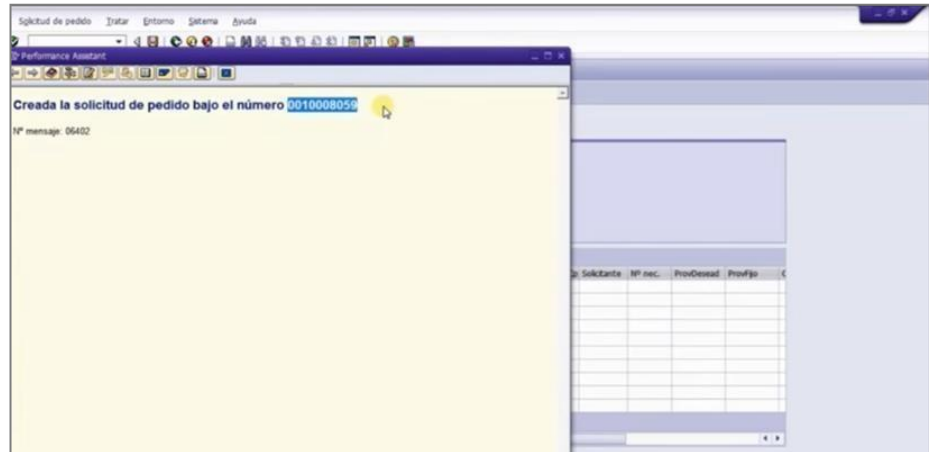 Solicitud de pedido Tratar Entorno Sistema Ayuda
Performance Assistant
Creada la solicitud de pedido bajo el número 0010008059
Nº mensaje: 06402
Solicitante Nº nec. ProvDesead ProvFijo